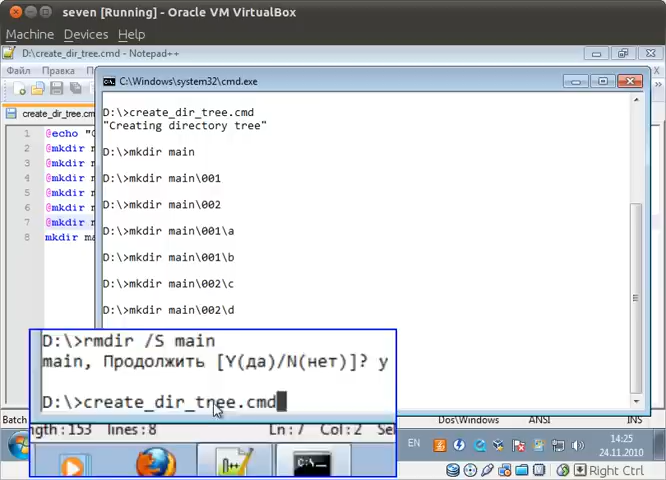 seven [Running] - Oracle VM VirtualBox
Machine Devices Help
D:\create_dir_tree.cmd - Notepad++
Файл Правка
C:\Windows\system32\cmd.exe
create_dir_tree.cmd
1 @echo "C
2 @mkdir m
3 @mkdir m
4 @mkdir m
5 @mkdir m
6 @mkdir m
7 @mkdir m
8 mkdir ma
D:\>create_dir_tree.cmd
"Creating directory tree"
D:\>mkdir main
D:\>mkdir main\001
D:\>mkdir main\002
D:\>mkdir main\001\a
D:\>mkdir main\001\b
D:\>mkdir main\002\c
D:\>mkdir main\002\d
D:\>rmdir /S main
main, Продолжить [Y(да)/N(нет)]? y
D:\>create_dir_tree.cmd
Batch
Dos\Windows ANSI INS
ngth:153 lines:8 Ln:7 Col:2 Se
EN
14:25
24.11.2010
Right Ctrl